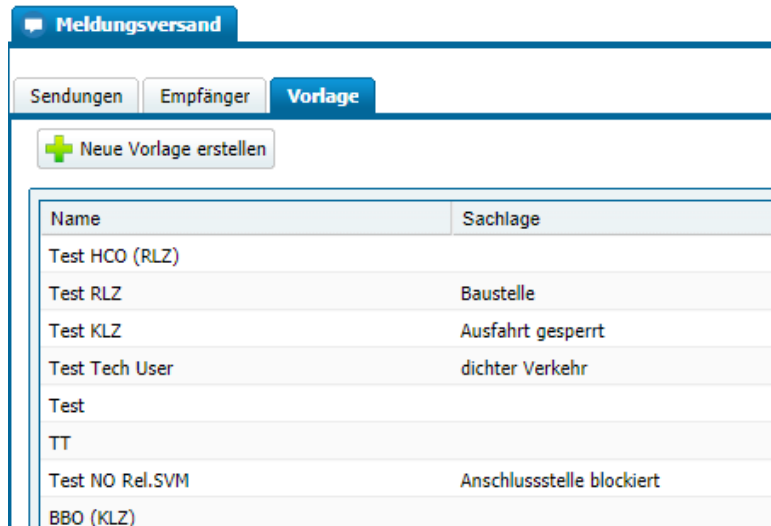 Meldungsversand
Sendungen Empfänger Vorlage
Neue Vorlage erstellen
Name Sachlage
Test HCO (RLZ)
Test RLZ Baustelle
Test KLZ Ausfahrt gesperrt
Test Tech User dichter Verkehr
Test
TT
Test NO Rel.SVM Anschlussstelle blockiert
BBO (KLZ)